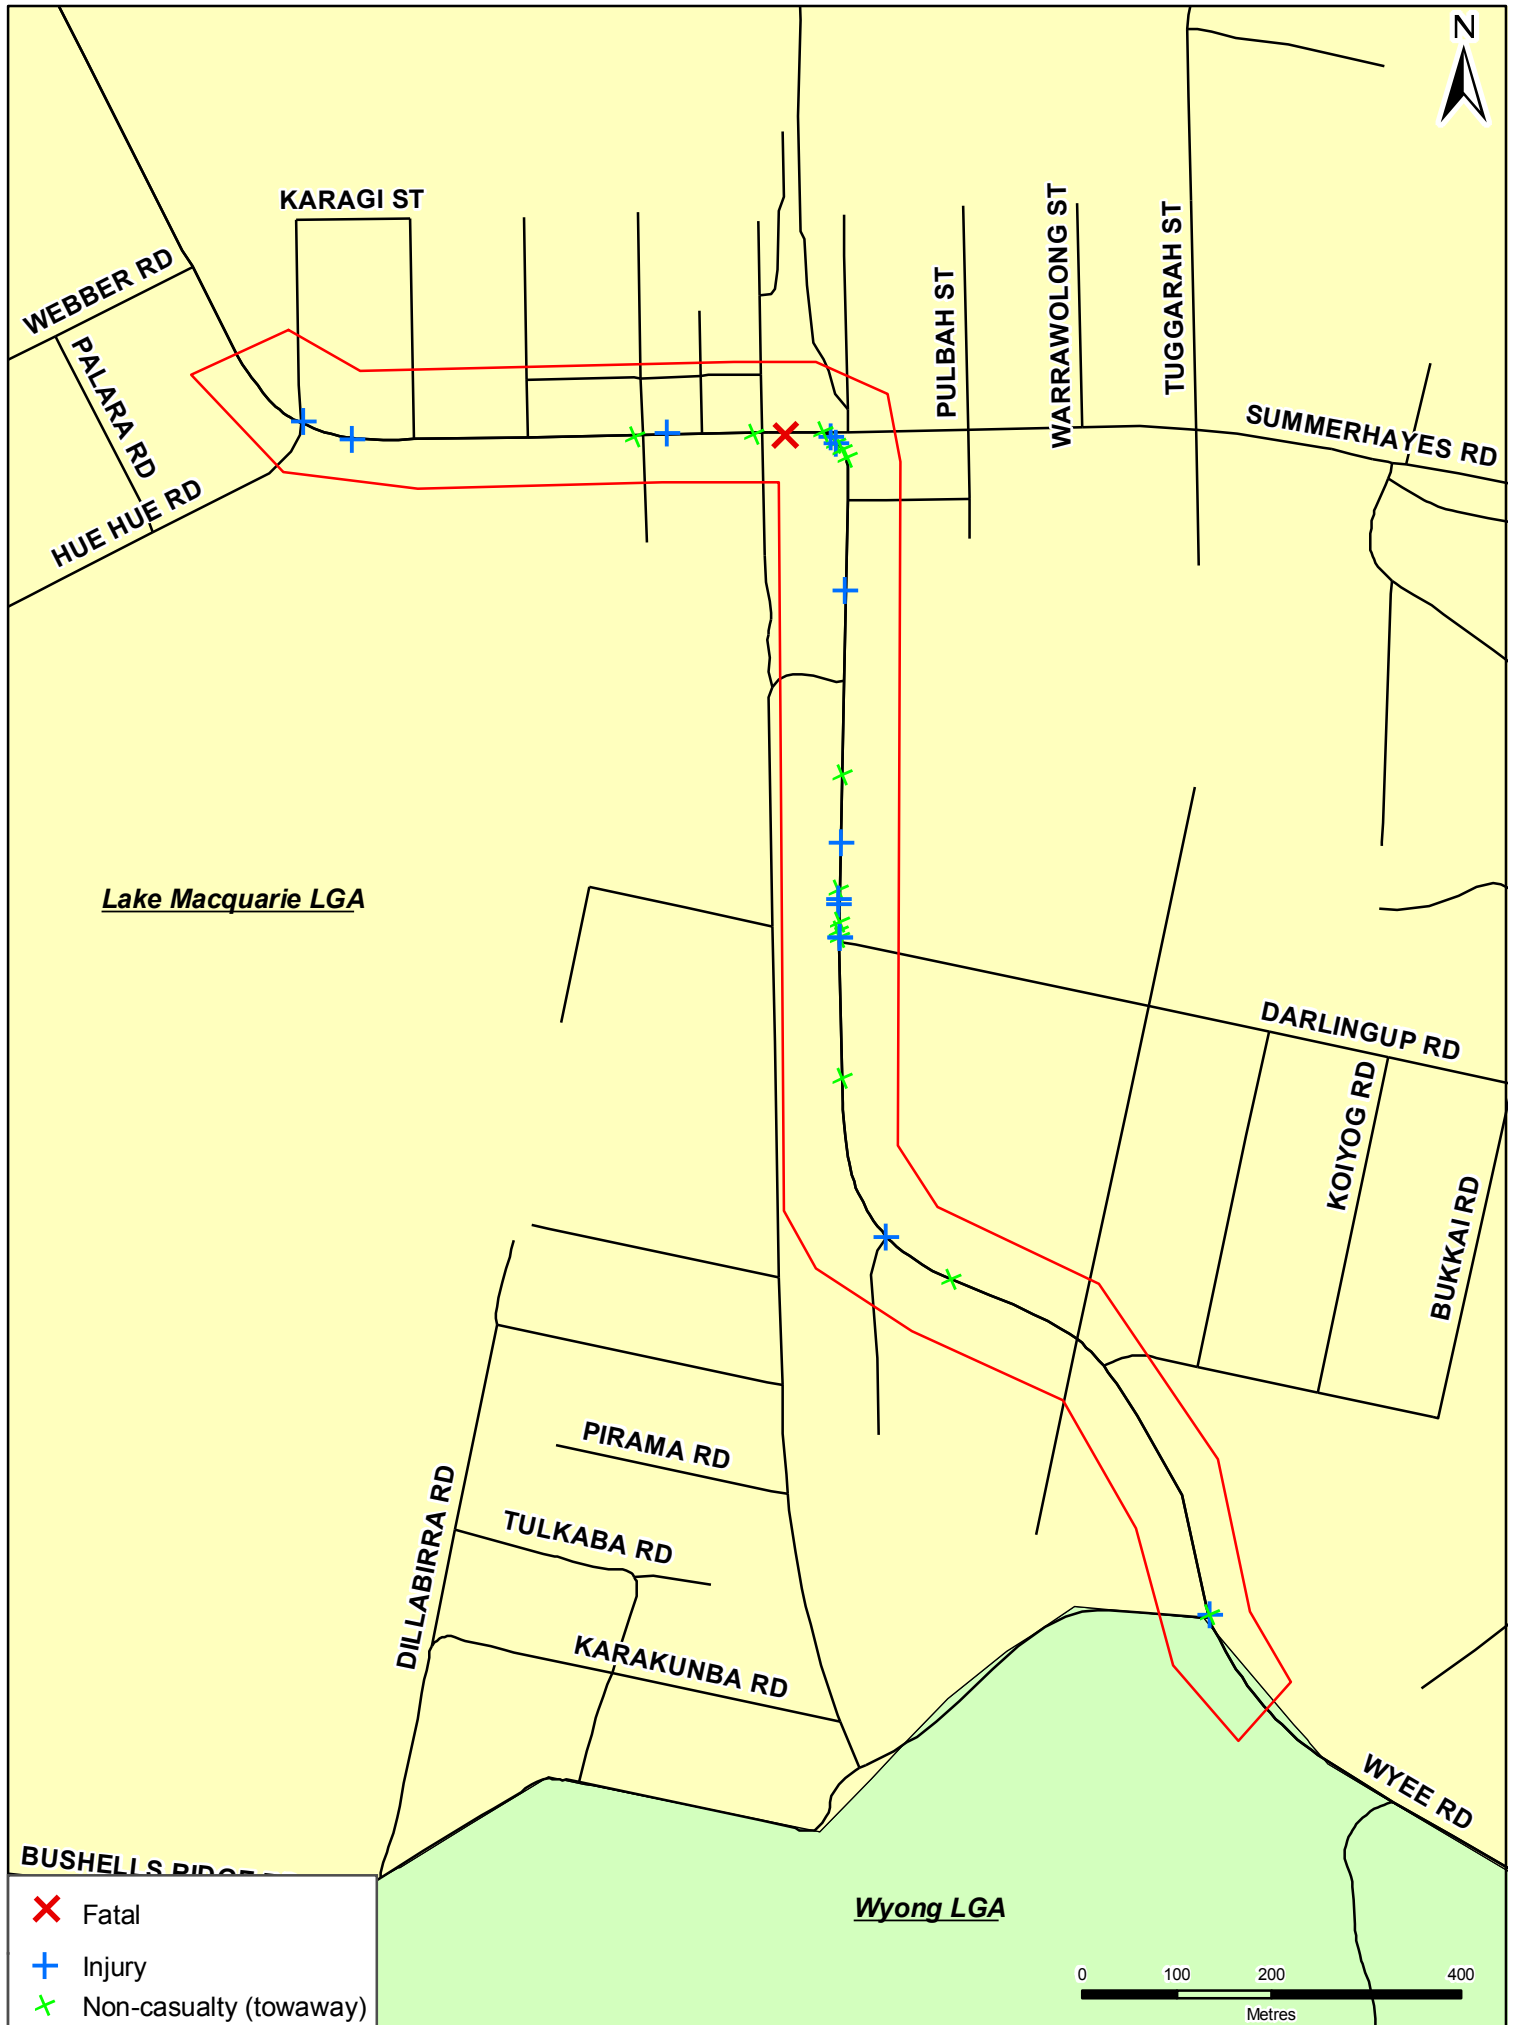 N
KARAGI ST
WEBBER RD
PALARA RD
HUE HUE RD
PULBAH ST
WARRAWOLONG ST
TUGGARAH ST
SUMMERHAYES RD
Lake Macquarie LGA
DARLINGUP RD
KOIYOG RD
BUKKAI RD
PIRAMA RD
TULKABA RD
DILLABIRRA RD
KARAKUNBA RD
WYEE RD
BUSHELLS RIDGE
Wyong LGA
Fatal
Injury
Non-casualty (towaway)
0 100 200 400
Metres